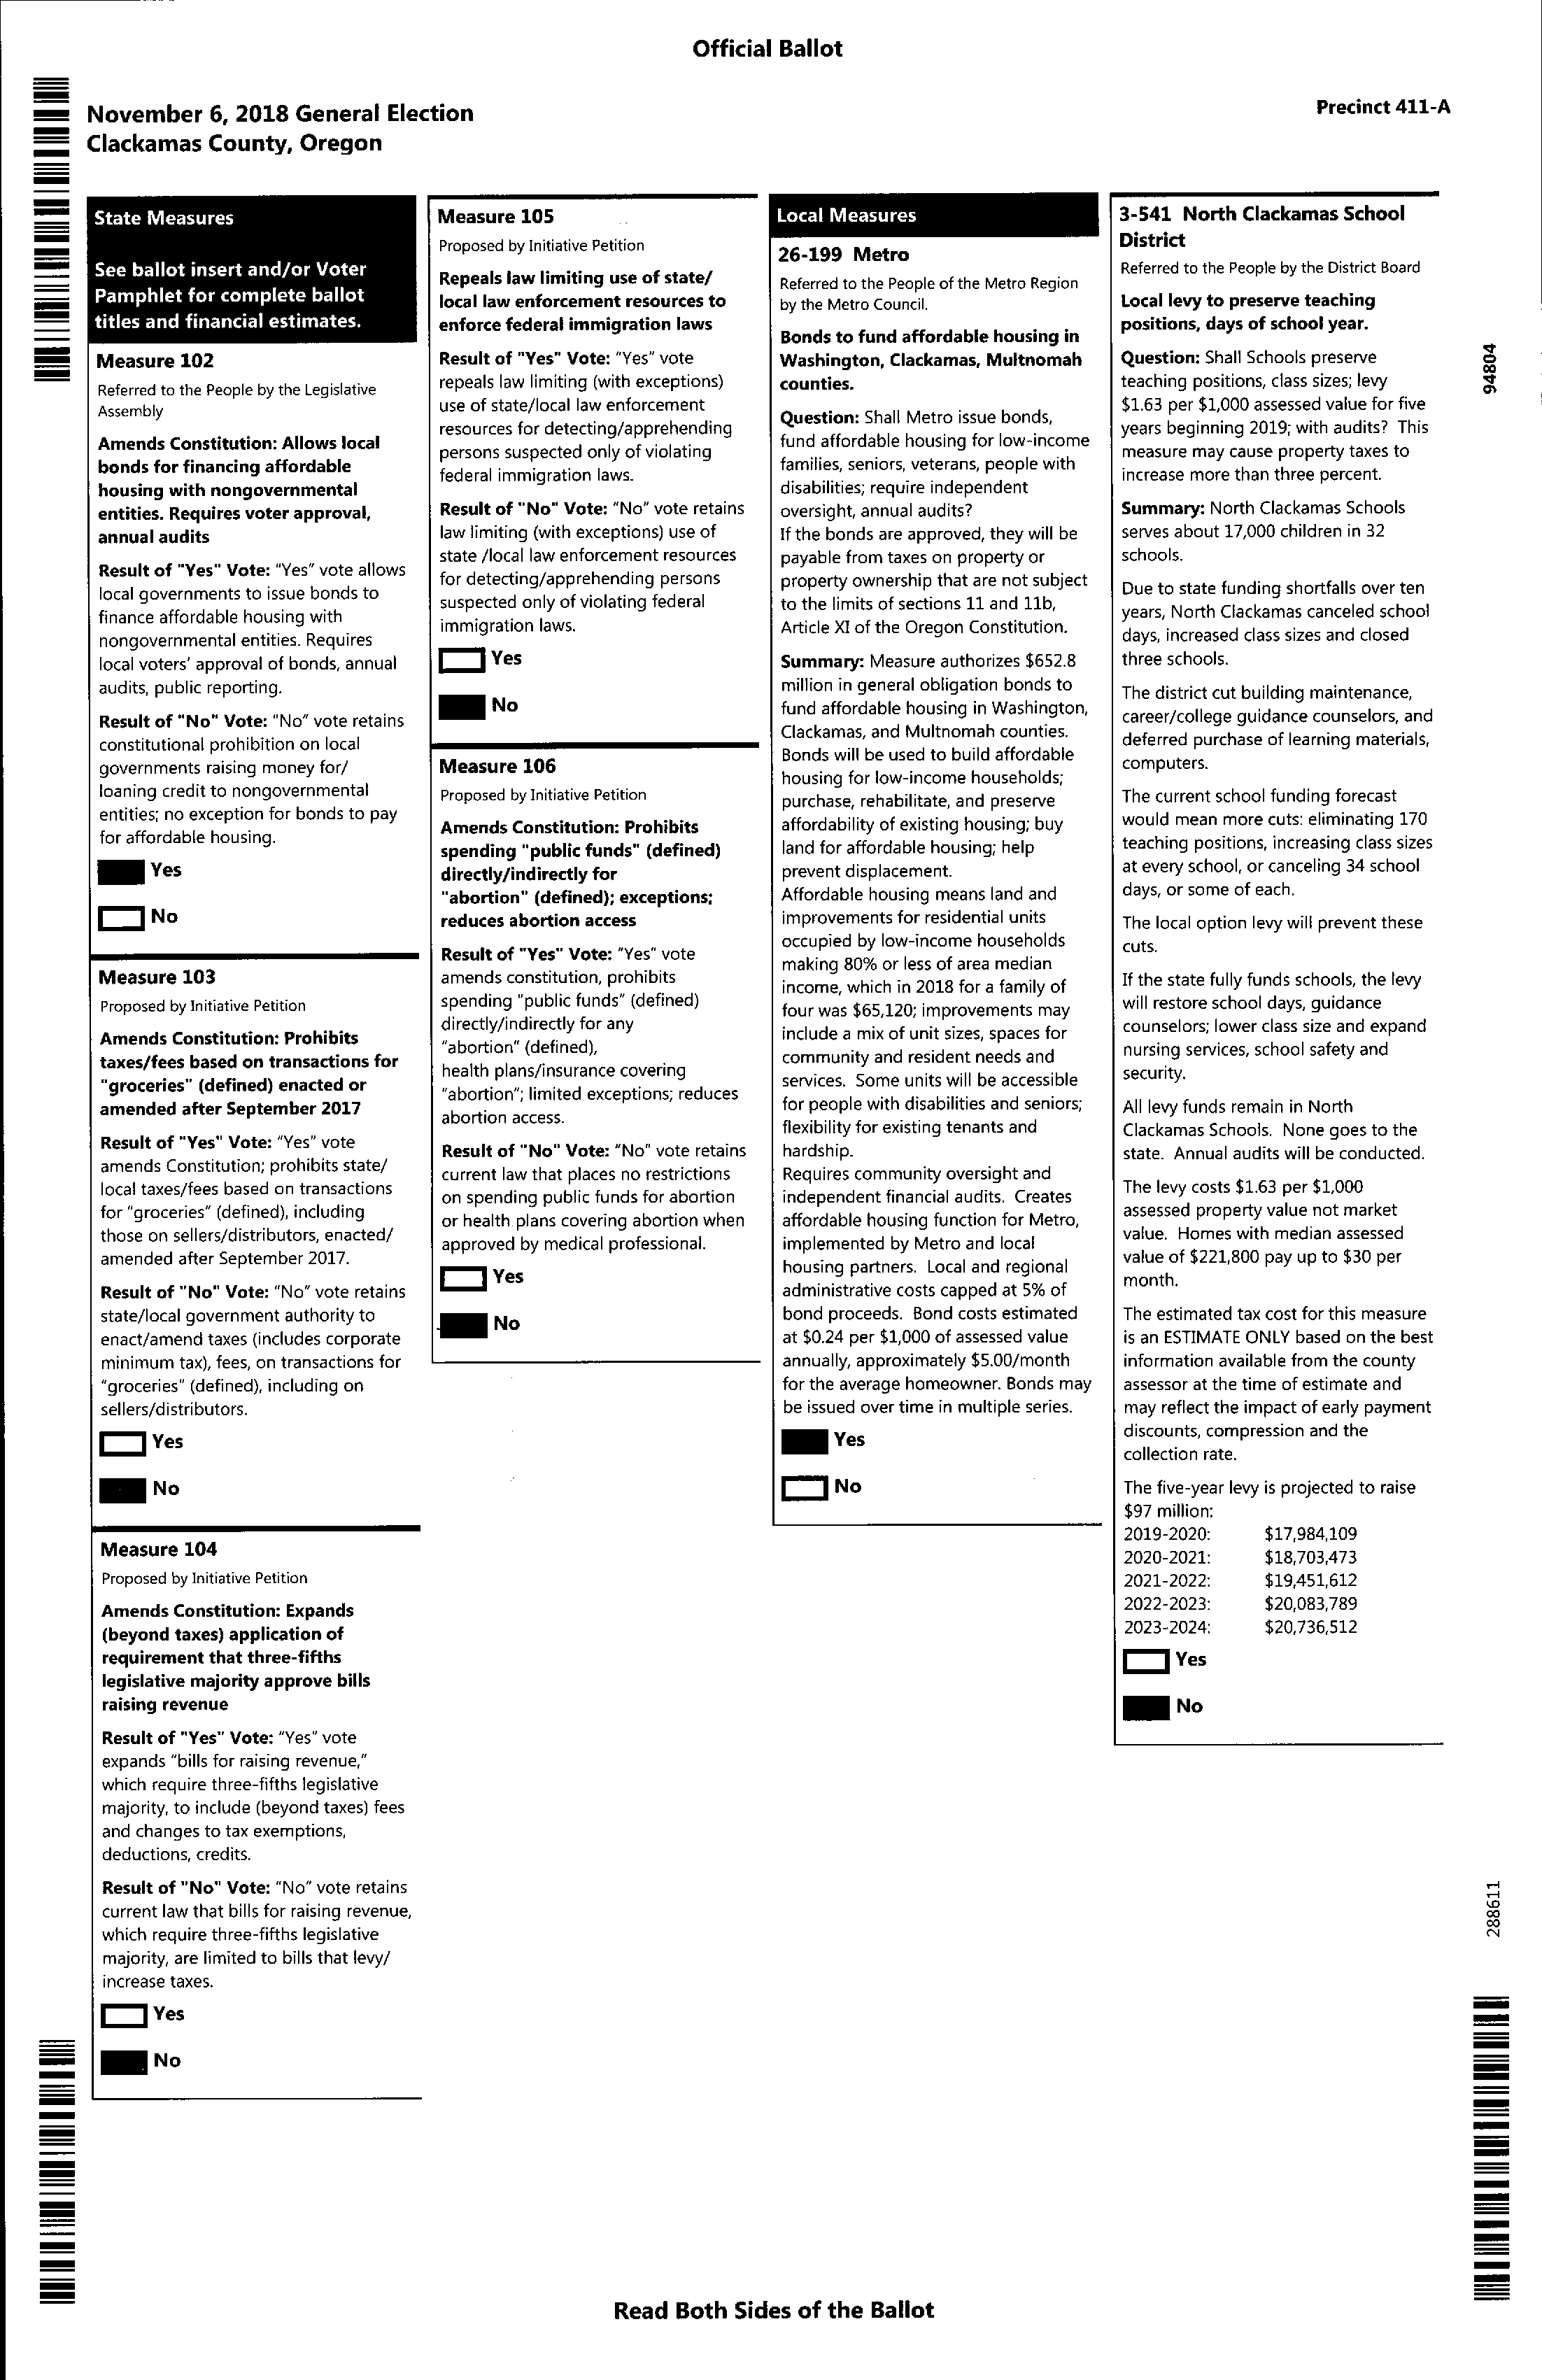 Official Ballot
November 6, 2018 General Election
Clackamas County, Oregon
Precinct 411-A
State Measures
See ballot insert and/or Voter
Pamphlet for complete ballot
titles and financial estimates.
Measure 102
Referred to the People by the Legislative
Assembly
Amends Constitution: Allows local
bonds for financing affordable
housing with nongovernmental
entities. Requires voter approval,
annual audits
Result of "Yes" Vote: "Yes" vote allows
local governments to issue bonds to
finance affordable housing with
nongovernmental entities. Requires
local voters' approval of bonds, annual
audits, public reporting.
Result of "No" Vote: "No" vote retains
constitutional prohibition on local
governments raising money for/
loaning credit to nongovernmental
entities; no exception for bonds to pay
for affordable housing.
Yes
No
Measure 103
Proposed by Initiative Petition
Amends Constitution: Prohibits
taxes/fees based on transactions for
"groceries" (defined) enacted or
amended after September 2017
Result of "Yes" Vote: "Yes" vote
amends Constitution; prohibits state/
local taxes/fees based on transactions
for "groceries" (defined), including
those on sellers/distributors, enacted/
amended after September 2017.
Result of "No" Vote: "No" vote retains
state/local government authority to
enact/amend taxes (includes corporate
minimum tax), fees, on transactions for
"groceries" (defined), including on
sellers/distributors.
Yes
No
Measure 104
Proposed by Initiative Petition
Amends Constitution: Expands
(beyond taxes) application of
requirement that three-fifths
legislative majority approve bills
raising revenue
Result of "Yes" Vote: "Yes" vote
expands "bills for raising revenue,"
which require three-fifths legislative
majority, to include (beyond taxes) fees
and changes to tax exemptions,
deductions, credits.
Result of "No" Vote: "No" vote retains
current law that bills for raising revenue,
which require three-fifths legislative
majority, are limited to bills that levy/
increase taxes.
Yes
No
Measure 105
Proposed by Initiative Petition
Repeals law limiting use of state/
local law enforcement resources to
enforce federal immigration laws
Result of "Yes" Vote: "Yes" vote
repeals law limiting (with exceptions)
use of state/local law enforcement
resources for detecting/apprehending
persons suspected only of violating
federal immigration laws.
Result of "No" Vote: "No" vote retains
law limiting (with exceptions) use of
state /local law enforcement resources
for detecting/apprehending persons
suspected only of violating federal
immigration laws.
Yes
No
Measure 106
Proposed by Initiative Petition
Amends Constitution: Prohibits
spending "public funds" (defined)
directly/indirectly for
"abortion" (defined); exceptions;
reduces abortion access
Result of "Yes" Vote: "Yes" vote
amends constitution, prohibits
spending "public funds" (defined)
directly/indirectly for any
"abortion" (defined),
health plans/insurance covering
"abortion"; limited exceptions; reduces
abortion access.
Result of "No" Vote: "No" vote retains
current law that places no restrictions
on spending public funds for abortion
or health plans covering abortion when
approved by medical professional.
Yes
No
Local Measures
26-199 Metro
Referred to the People of the Metro Region
by the Metro Council.
Bonds to fund affordable housing in
Washington, Clackamas, Multnomah
counties.
Question: Shall Metro issue bonds,
fund affordable housing for low-income
families, seniors, veterans, people with
disabilities; require independent
oversight, annual audits?
If the bonds are approved, they will be
payable from taxes on property or
property ownership that are not subject
to the limits of sections 11 and 11b,
Article XI of the Oregon Constitution.
Summary: Measure authorizes $652.8
million in general obligation bonds to
fund affordable housing in Washington,
Clackamas, and Multnomah counties.
Bonds will be used to build affordable
housing for low-income households;
purchase, rehabilitate, and preserve
affordability of existing housing; buy
land for affordable housing; help
prevent displacement.
Affordable housing means land and
improvements for residential units
occupied by low-income households
making 80% or less of area median
income, which in 2018 for a family of
four was $65,120; improvements may
include a mix of unit sizes, spaces for
community and resident needs and
services. Some units will be accessible
for people with disabilities and seniors;
flexibility for existing tenants and
hardship.
Requires community oversight and
independent financial audits. Creates
affordable housing function for Metro,
implemented by Metro and local
housing partners. Local and regional
administrative costs capped at 5% of
bond proceeds. Bond costs estimated
at $0.24 per $1,000 of assessed value
annually, approximately $5.00/month
for the average homeowner. Bonds may
be issued over time in multiple series.
Yes
No
3-541 North Clackamas School
District
Referred to the People by the District Board
Local levy to preserve teaching
positions, days of school year.
Question: Shall Schools preserve
teaching positions, class sizes; levy
$1.63 per $1,000 assessed value for five
years beginning 2019; with audits? This
measure may cause property taxes to
increase more than three percent.
Summary: North Clackamas Schools
serves about 17,000 children in 32
schools.
Due to state funding shortfalls over ten
years, North Clackamas canceled school
days, increased class sizes and closed
three schools.
The district cut building maintenance,
career/college guidance counselors, and
deferred purchase of learning materials,
computers.
The current school funding forecast
would mean more cuts: eliminating 170
teaching positions, increasing class sizes
at every school, or canceling 34 school
days, or some of each.
The local option levy will prevent these
cuts.
If the state fully funds schools, the levy
will restore school days, guidance
counselors; lower class size and expand
nursing services, school safety and
security.
All levy funds remain in North
Clackamas Schools. None goes to the
state. Annual audits will be conducted.
The levy costs $1.63 per $1,000
assessed property value not market
value. Homes with median assessed
value of $221,800 pay up to $30 per
month.
The estimated tax cost for this measure
is an ESTIMATE ONLY based on the best
information available from the county
assessor at the time of estimate and
may reflect the impact of early payment
discounts, compression and the
collection rate.
The five-year levy is projected to raise
$97 million:
2019-2020: $17,984,109
2020-2021: $18,703,473
2021-2022: $19,451,612
2022-2023: $20,083,789
2023-2024: $20,736,512
Yes
No
94804
288611
Read Both Sides of the Ballot